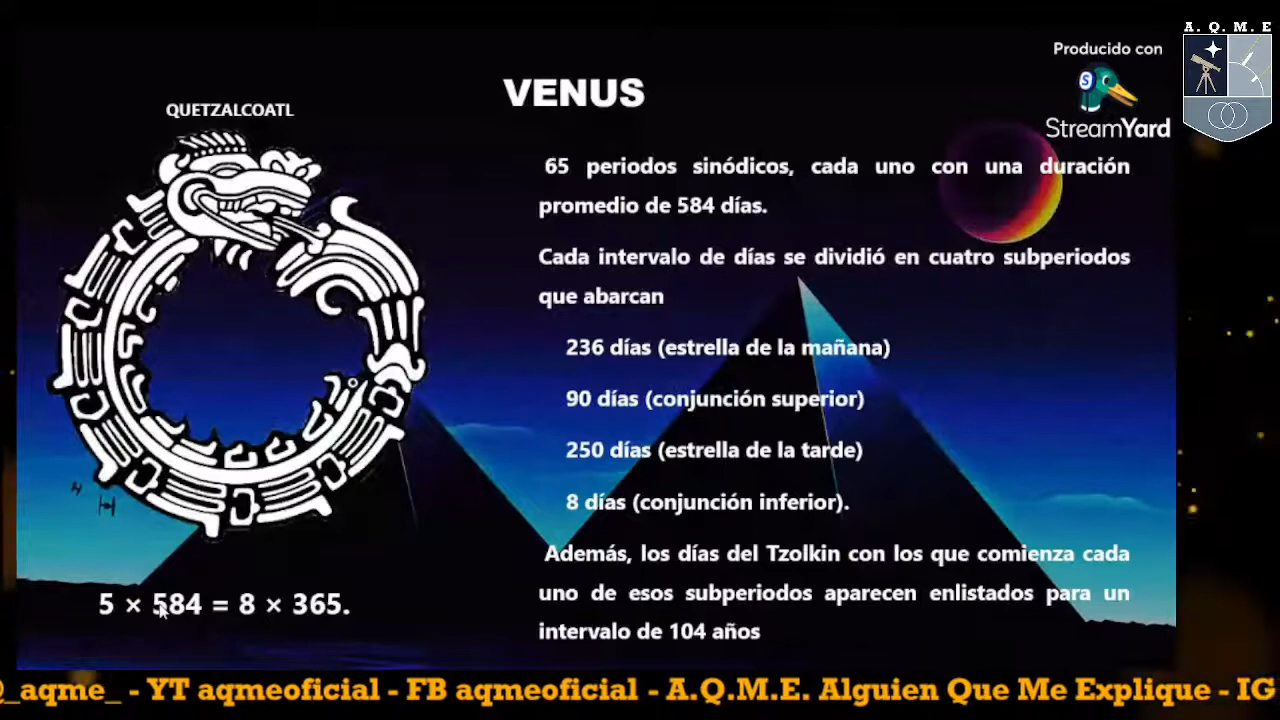 A. Q. M. E
Producido con
StreamYard
VENUS
QUETZALCOATL
65 periodos sinódicos, cada uno con una duración
promedio de 584 días.
Cada intervalo de días se dividió en cuatro subperiodos
que abarcan
236 días (estrella de la mañana)
90 días (conjunción superior)
250 días (estrella de la tarde)
8 días (conjunción inferior).
Además, los días del Tzolkin con los que comienza cada
uno de esos subperiodos aparecen enlistados para un
intervalo de 104 años
5 × 584 = 8 × 365.
@_aqme_ - YT aqmeoficial - FB aqmeoficial - A.Q.M.E. Alguien Que Me Explique - IG